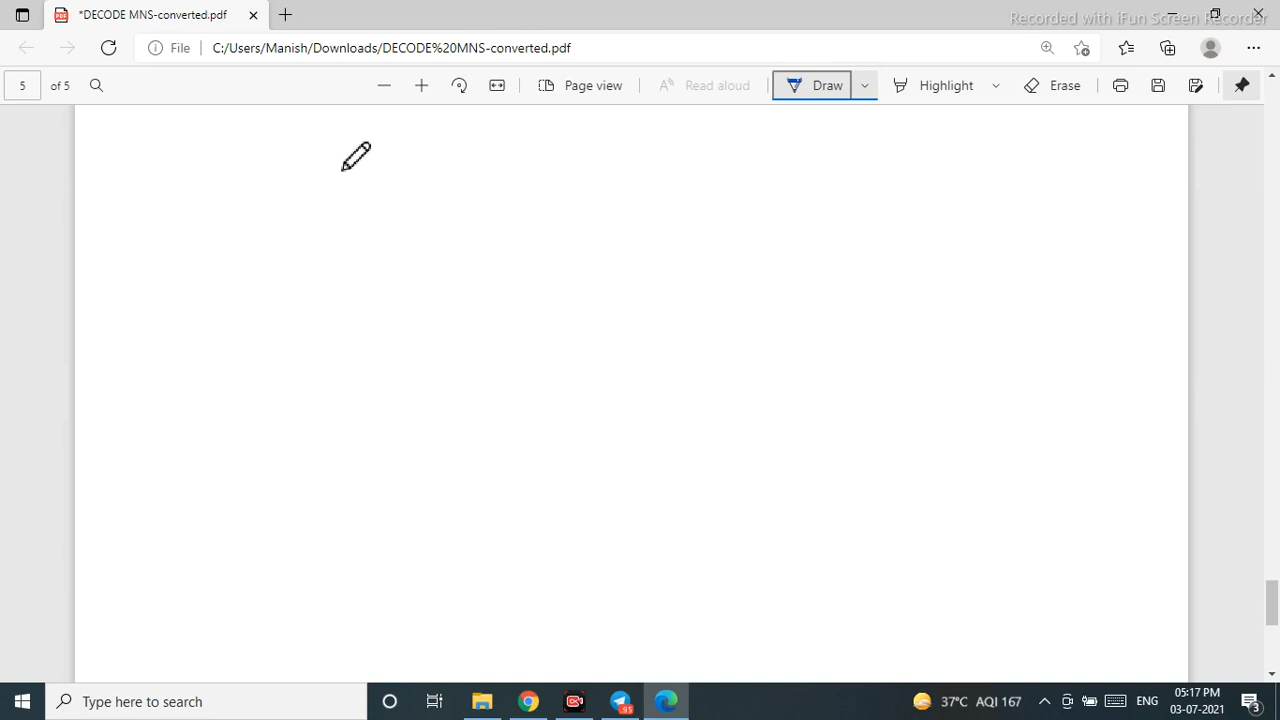 *DECODE MNS-converted.pdf
Recorded with iFun Screen Recorder
File
C:/Users/Manish/Downloads/DECODE%20MNS-converted.pdf
5 of 5
Page view
Read aloud
Draw
Highlight
Erase
Type here to search
95
37°C AQI 167
ENG
05:17 PM
03-07-2021
3